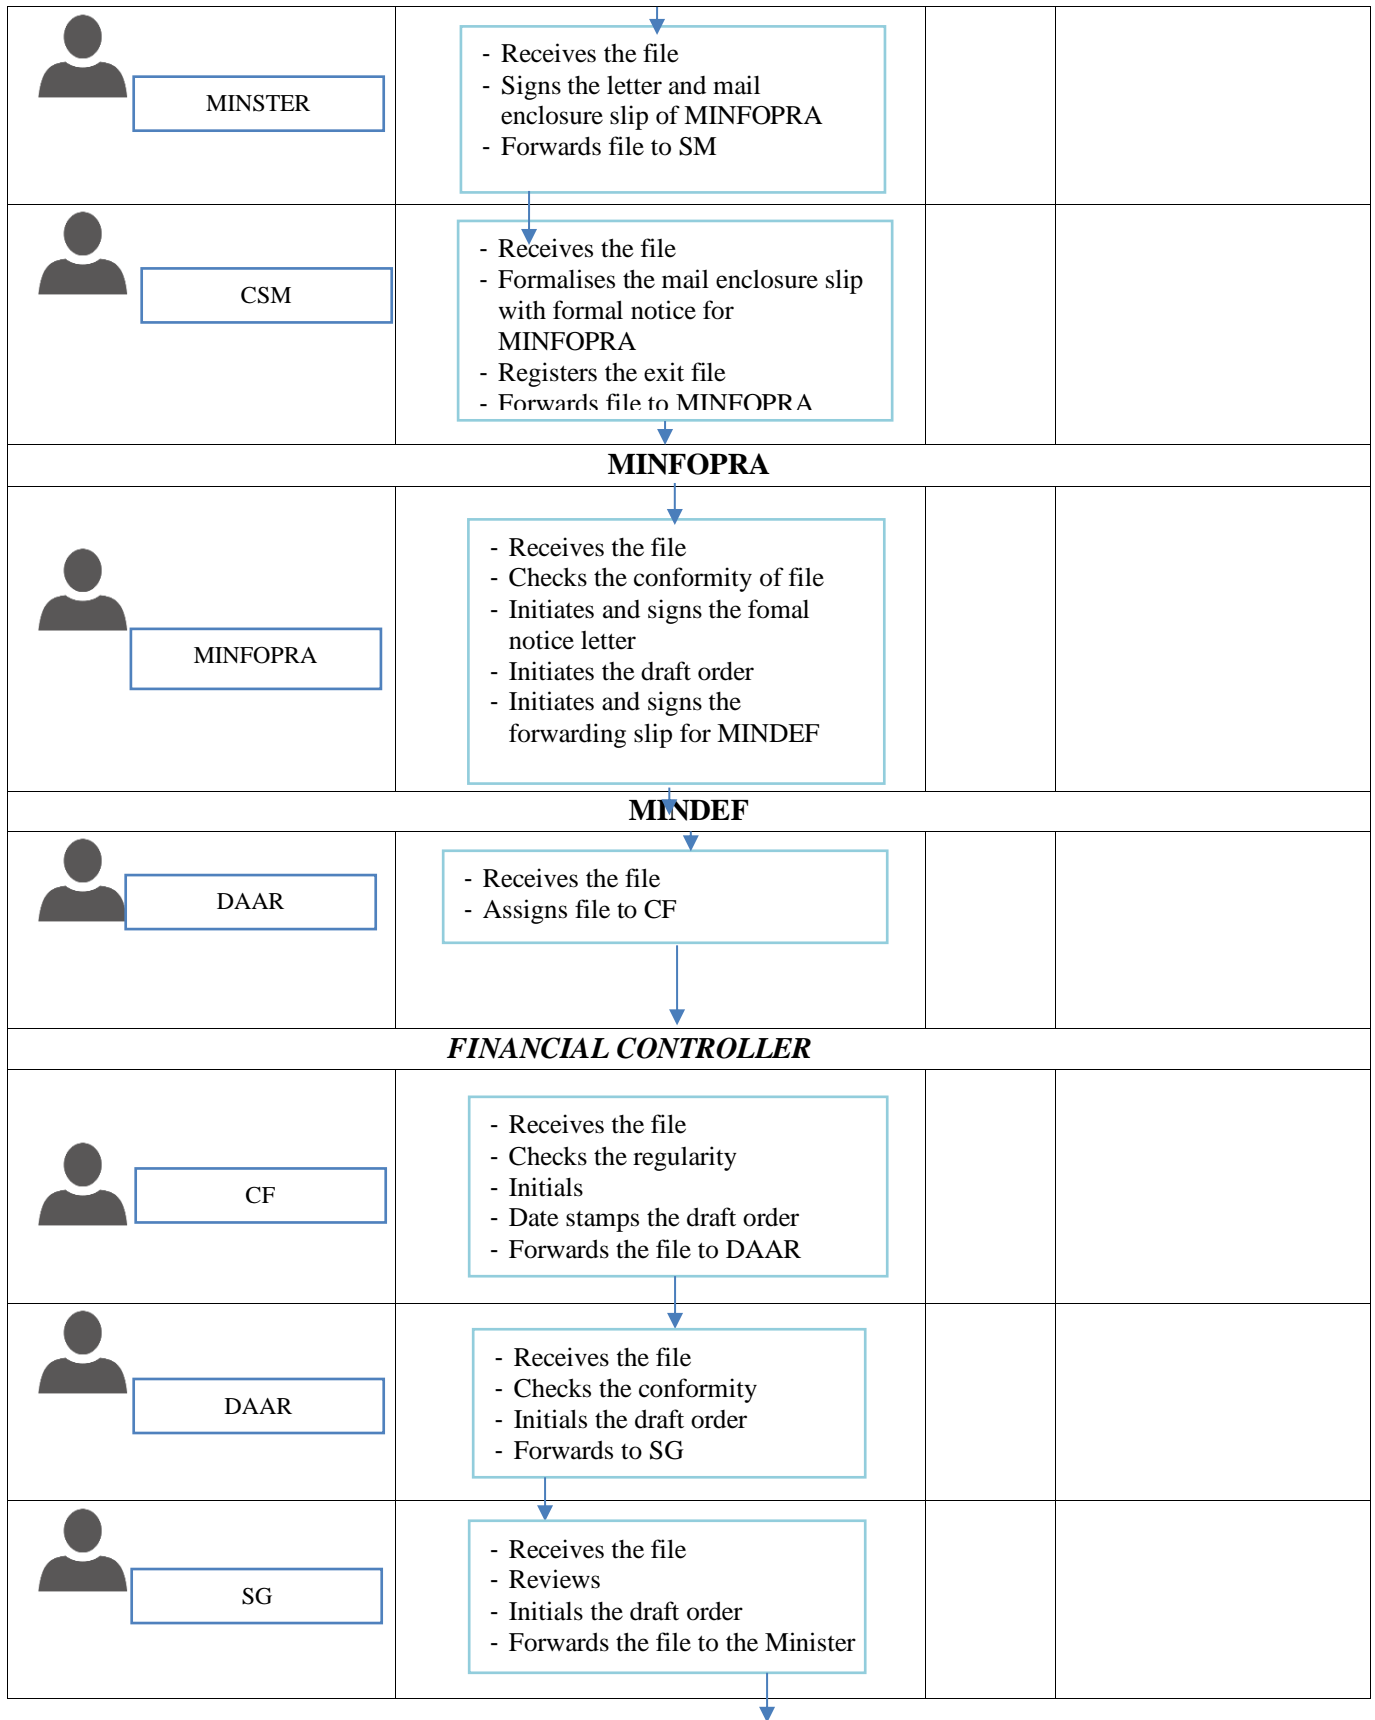 MINSTER
- Receives the file
- Signs the letter and mail
enclosure slip of MINFOPRA
- Forwards file to SM
CSM
- Receives the file
- Formalises the mail enclosure slip
with formal notice for
MINFOPRA
- Registers the exit file
- Forwards file to MINFOPRA
MINFOPRA
MINFOPRA
- Receives the file
- Checks the conformity of file
- Initiates and signs the fomal
notice letter
- Initiates the draft order
- Initiates and signs the
forwarding slip for MINDEF
MINDEF
DAAR
- Receives the file
- Assigns file to CF
FINANCIAL CONTROLLER
CF
- Receives the file
- Checks the regularity
- Initials
- Date stamps the draft order
- Forwards the file to DAAR
DAAR
- Receives the file
- Checks the conformity
- Initials the draft order
- Forwards to SG
SG
- Receives the file
- Reviews
- Initials the draft order
- Forwards the file to the Minister